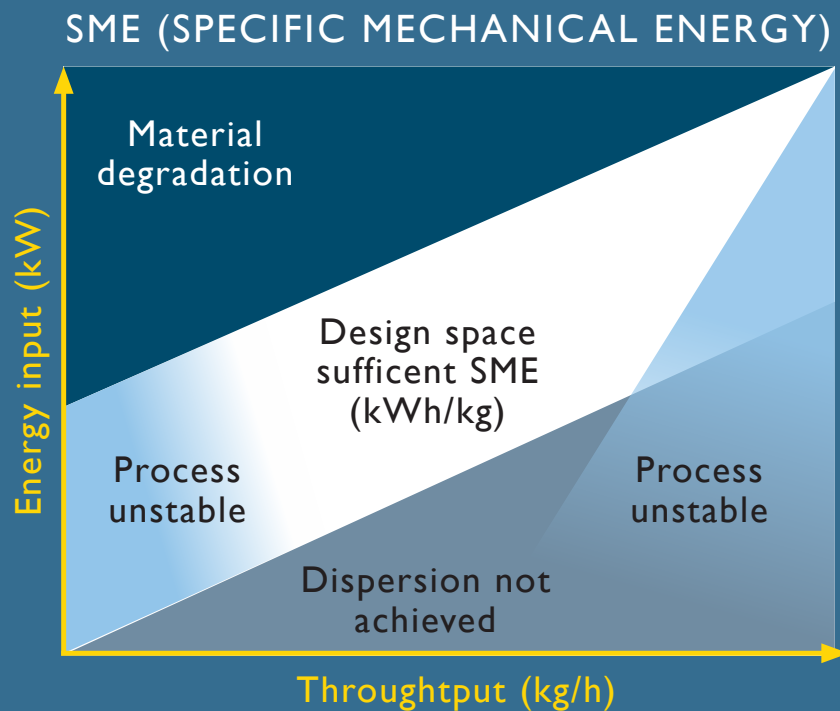 SME (SPECIFIC MECHANICAL ENERGY)
Material
degradation
Energy input (kW)
Design space
sufficent SME
(kWh/kg)
Process
unstable
Process
unstable
Dispersion not
achieved
Throughtput (kg/h)